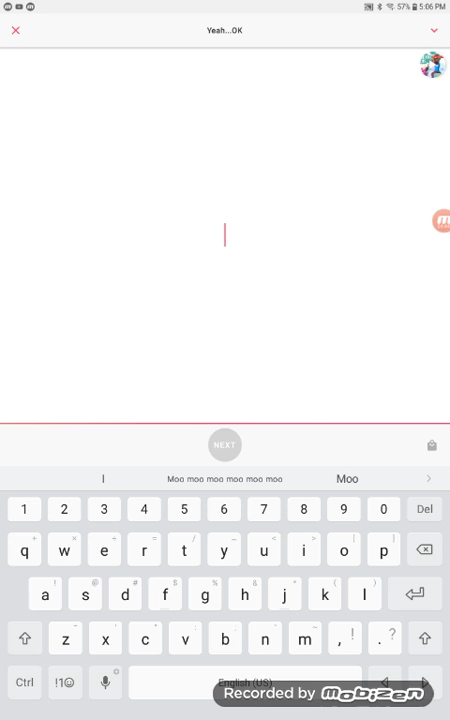 57% 5:06 PM
Yeah...OK
NEXT
I Moo moo moo moo moo moo Moo
1 2 3 4 5 6 7 8 9 0 Del
+ × ÷ = / _ < > [ ]
q w e r t y u i o p
! @ # $ % & * ( )
a s d f g h j k l
- ' " : ; , ~ ! ?
z x c v b n m , .
Ctrl !1☺ English (US)
Recorded by mobizen